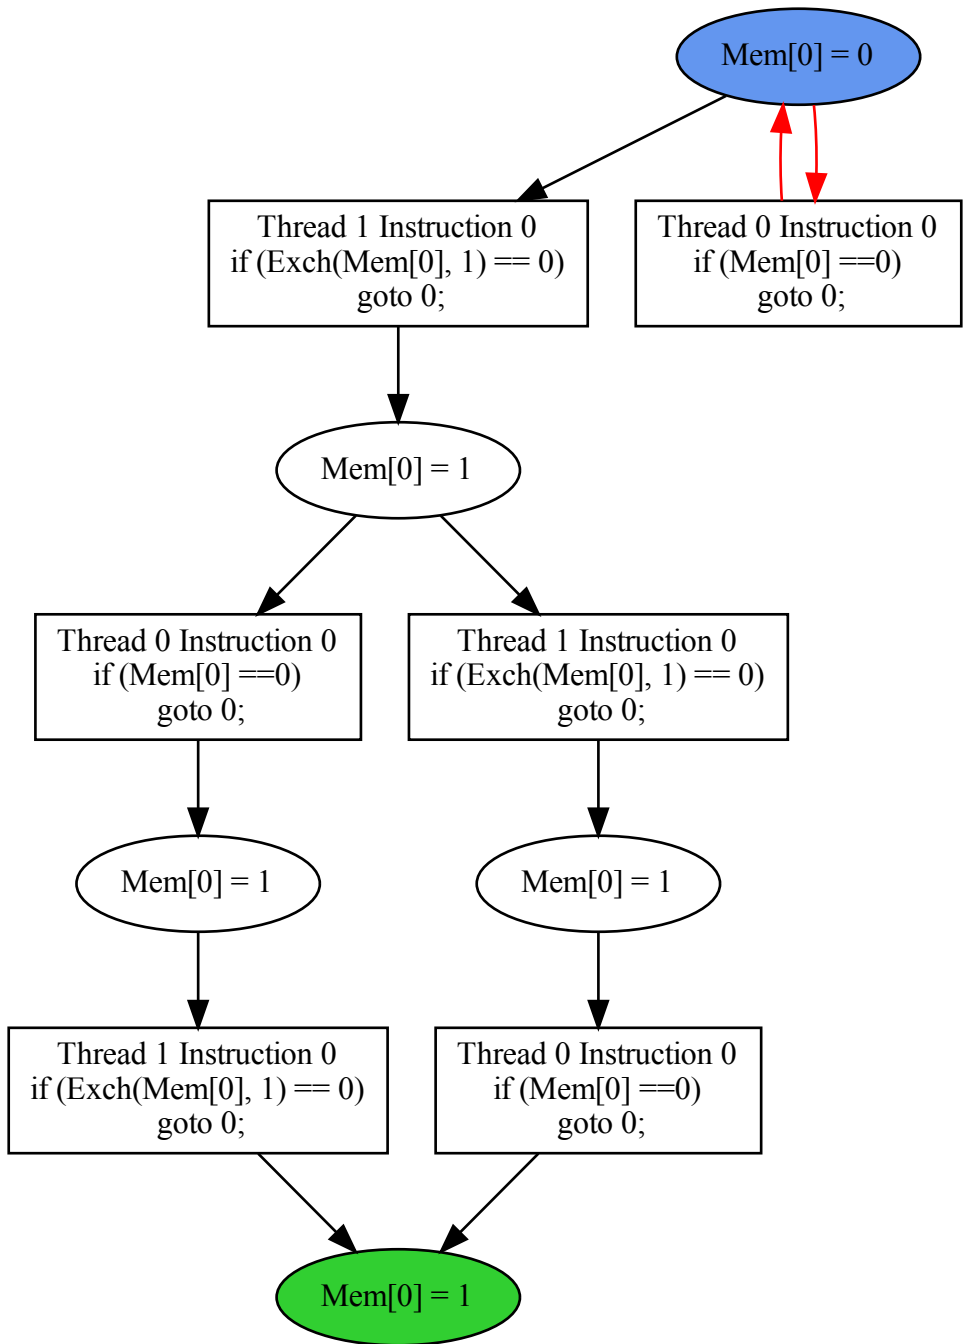 Mem[0] = 0
Thread 1 Instruction 0
if (Exch(Mem[0], 1) == 0)
goto 0;
Thread 0 Instruction 0
if (Mem[0] ==0)
goto 0;
Mem[0] = 1
Thread 0 Instruction 0
if (Mem[0] ==0)
goto 0;
Thread 1 Instruction 0
if (Exch(Mem[0], 1) == 0)
goto 0;
Mem[0] = 1
Mem[0] = 1
Thread 1 Instruction 0
if (Exch(Mem[0], 1) == 0)
goto 0;
Thread 0 Instruction 0
if (Mem[0] ==0)
goto 0;
Mem[0] = 1